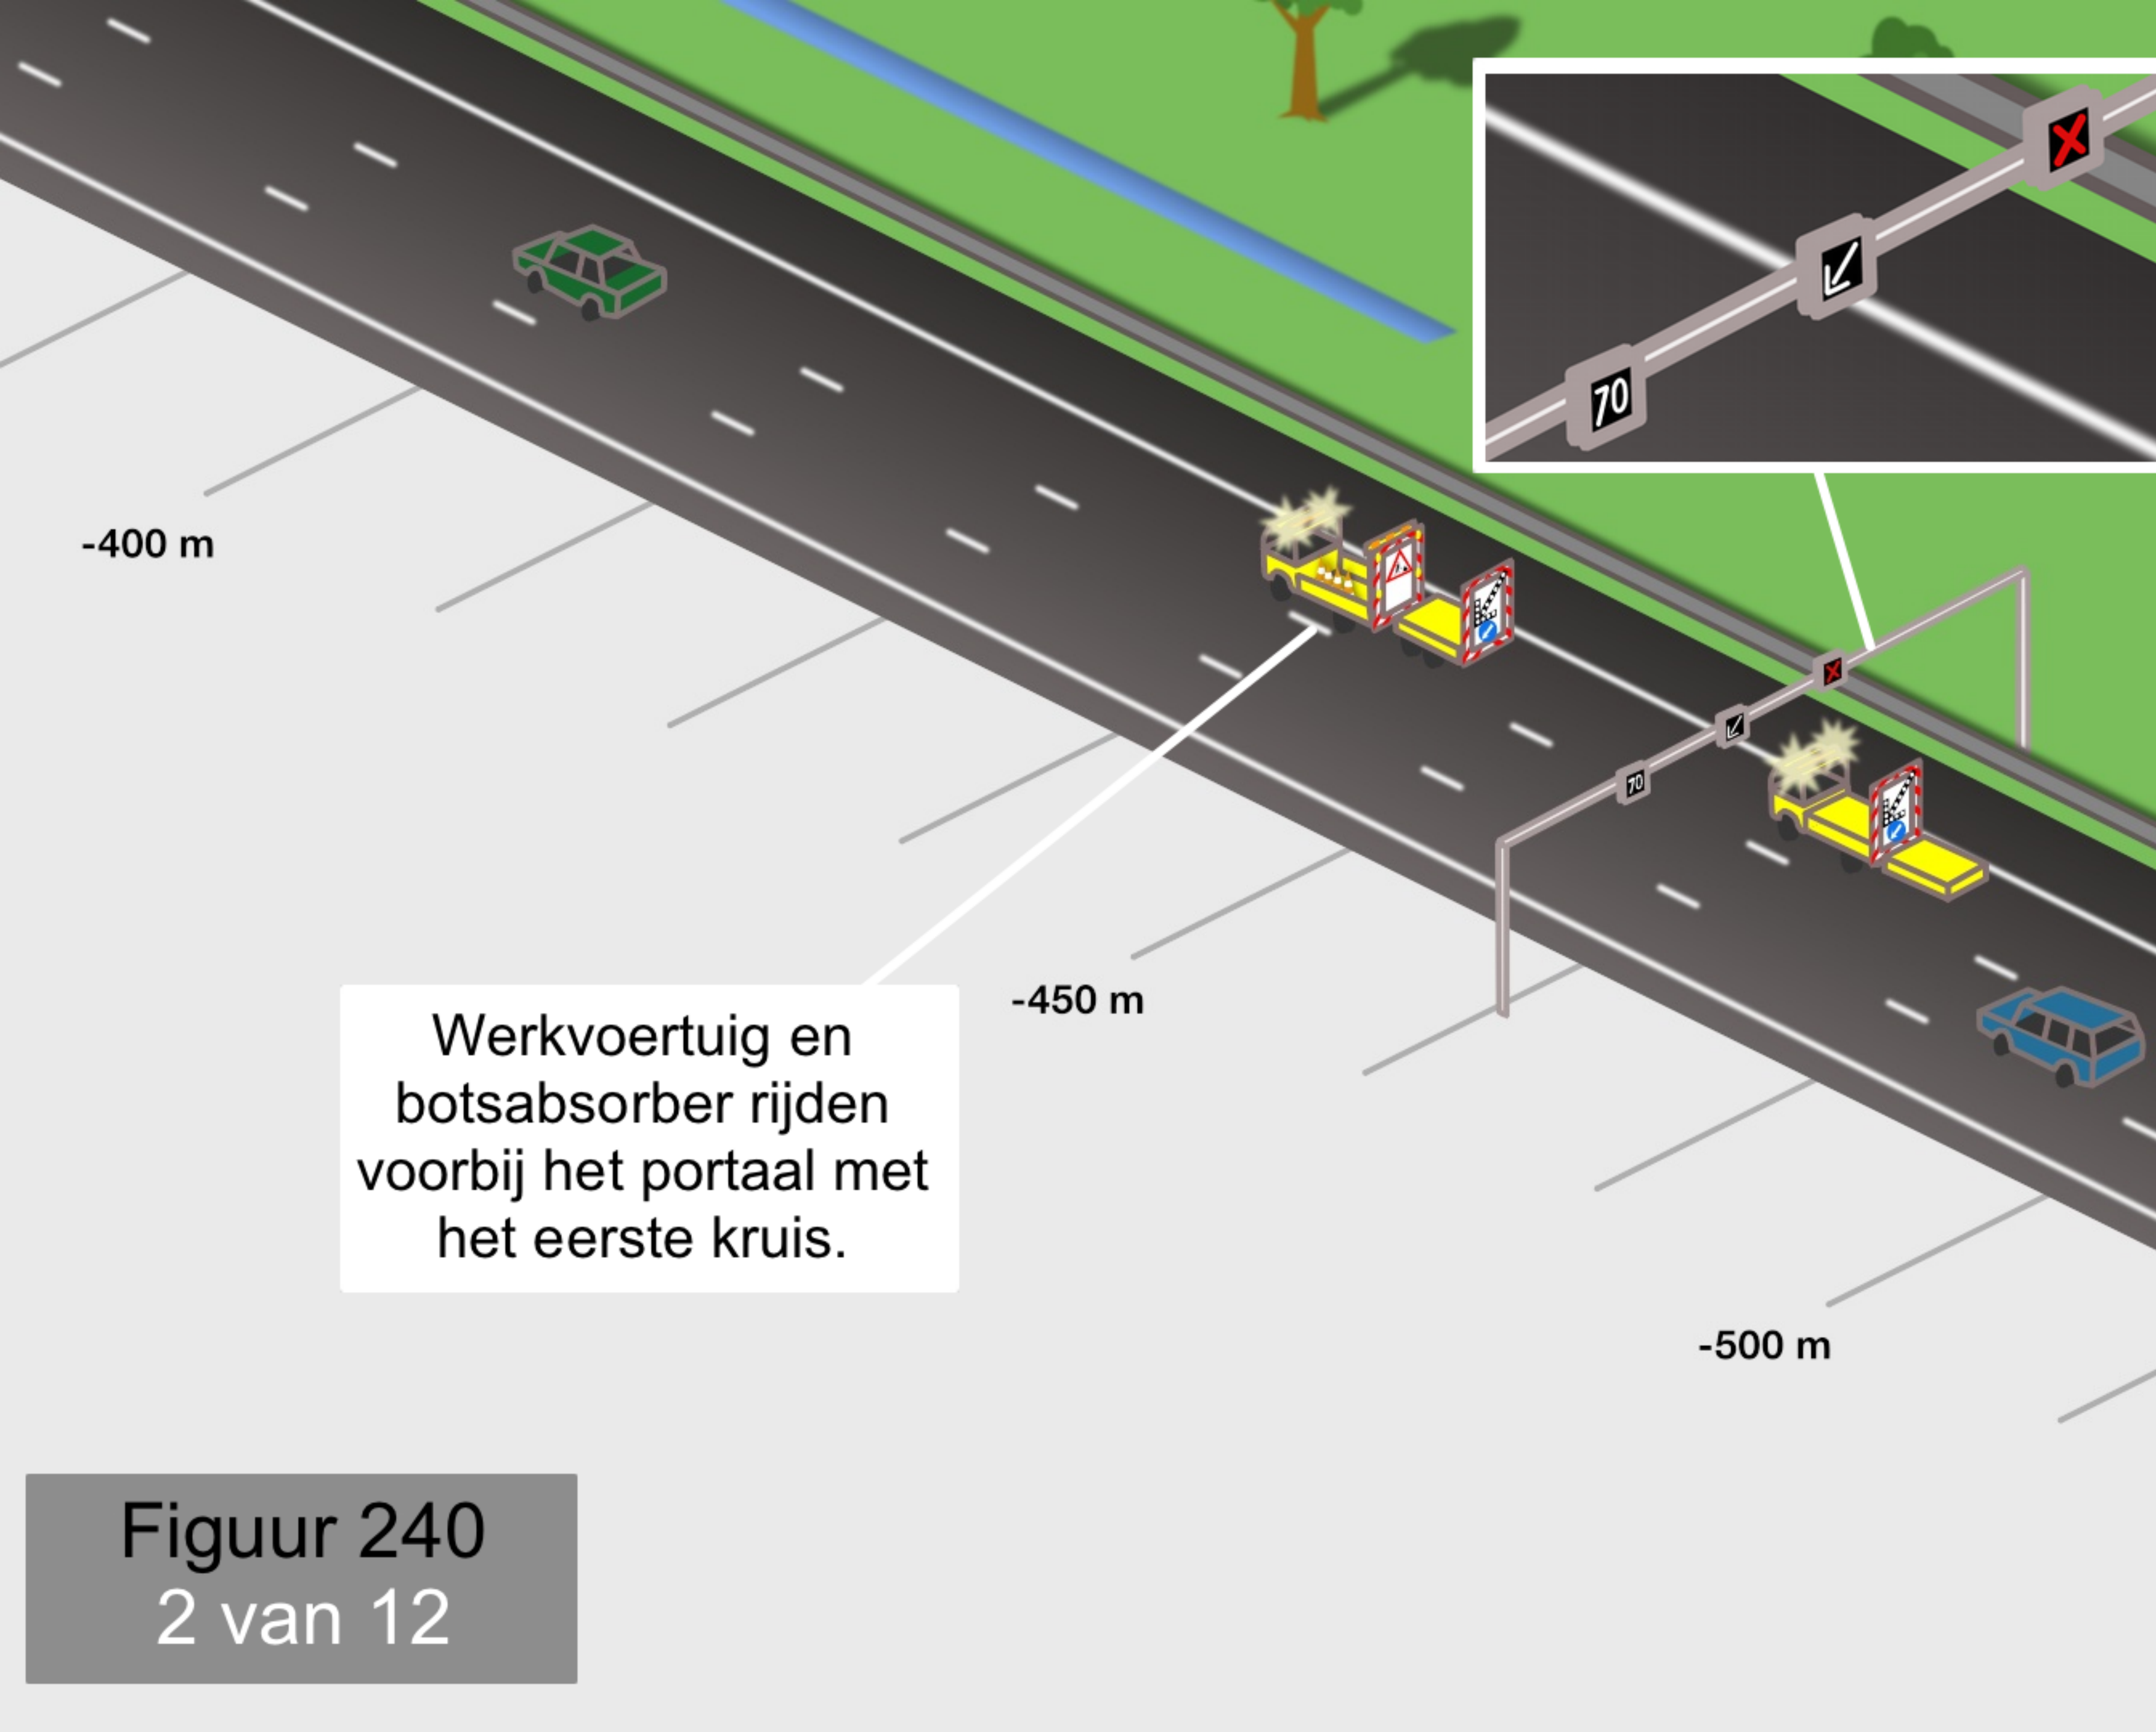 70
70
-400 m
-450 m
Werkvoertuig en
botsabsorber rijden
voorbij het portaal met
het eerste kruis.
-500 m
Figuur 240
2 van 12